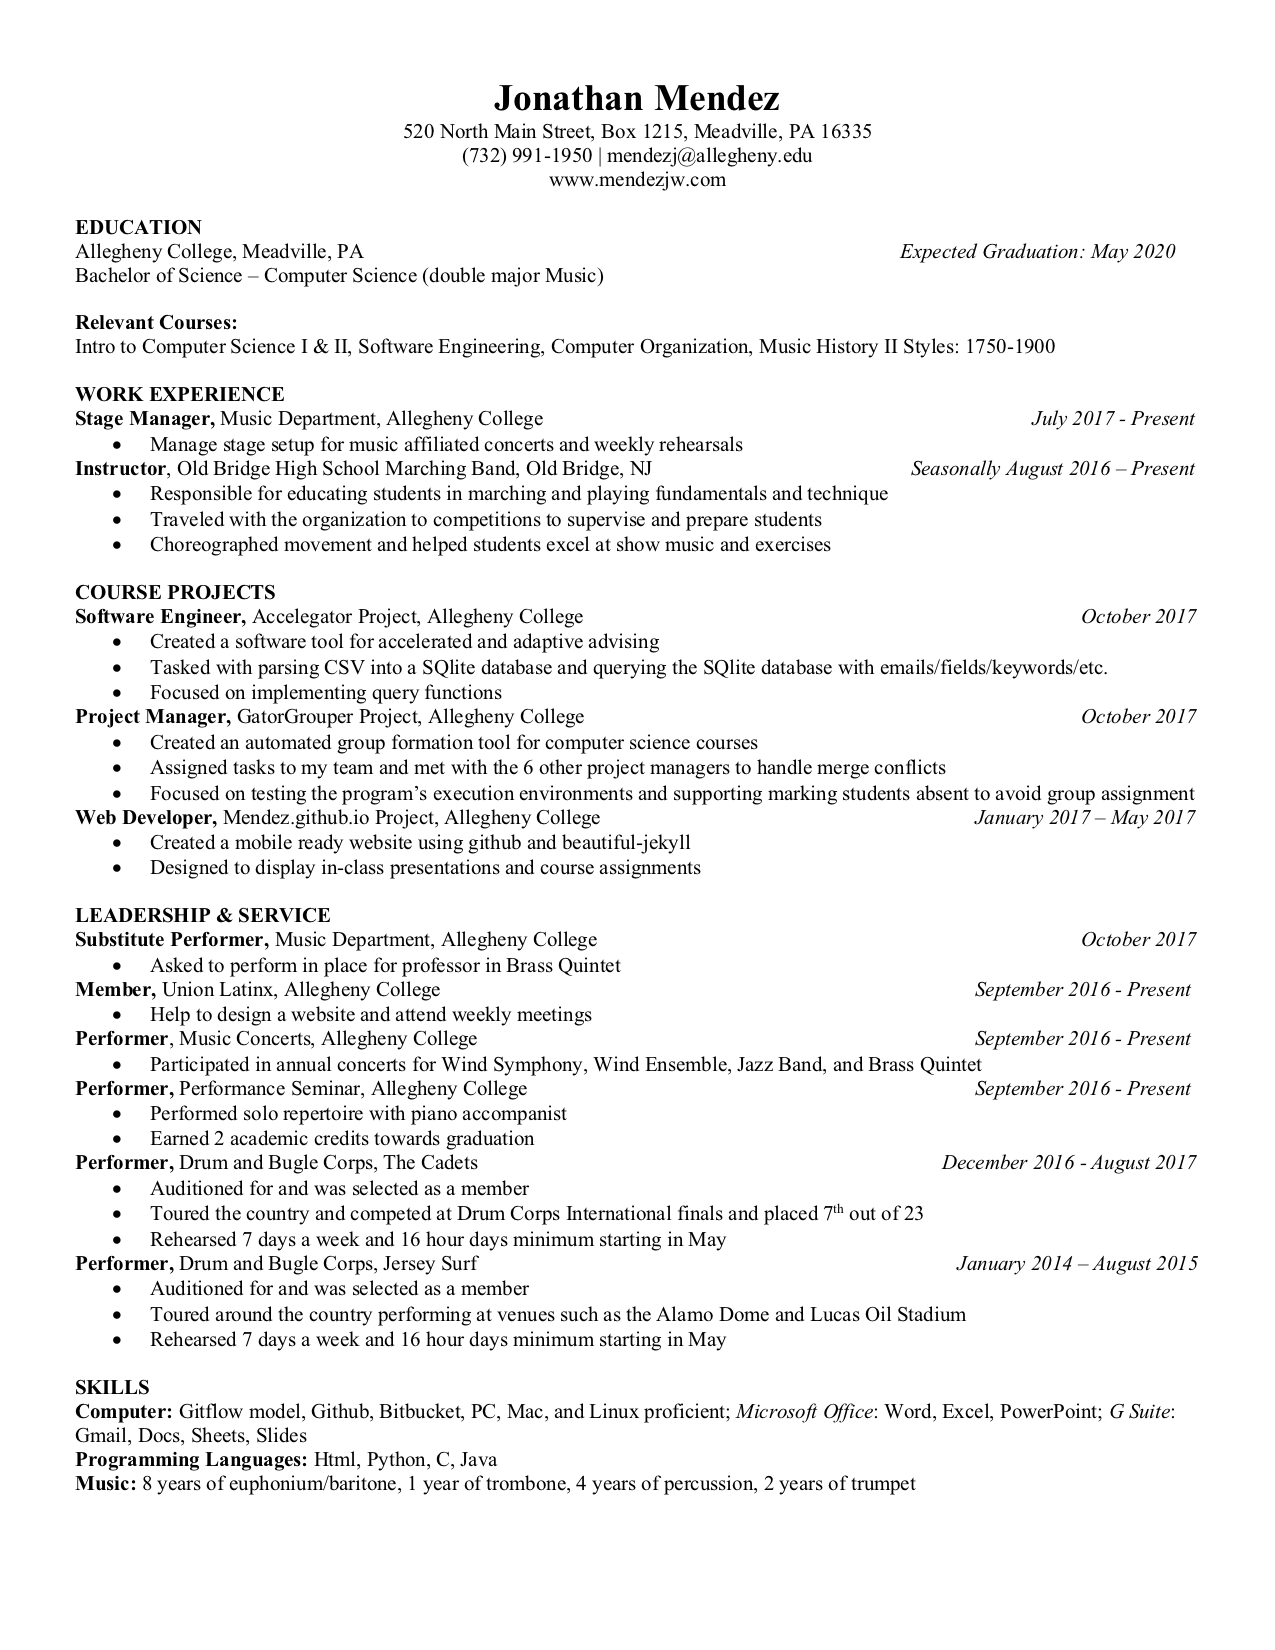 Jonathan Mendez
520 North Main Street, Box 1215, Meadville, PA 16335
(732) 991-1950 | mendezj@allegheny.edu
www.mendezjw.com
EDUCATION
Allegheny College, Meadville, PA Expected Graduation: May 2020
Bachelor of Science – Computer Science (double major Music)
Relevant Courses:
Intro to Computer Science I & II, Software Engineering, Computer Organization, Music History II Styles: 1750-1900
WORK EXPERIENCE
Stage Manager, Music Department, Allegheny College July 2017 - Present
• Manage stage setup for music affiliated concerts and weekly rehearsals
Instructor, Old Bridge High School Marching Band, Old Bridge, NJ Seasonally August 2016 – Present
• Responsible for educating students in marching and playing fundamentals and technique
• Traveled with the organization to competitions to supervise and prepare students
• Choreographed movement and helped students excel at show music and exercises
COURSE PROJECTS
Software Engineer, Accelegator Project, Allegheny College October 2017
• Created a software tool for accelerated and adaptive advising
• Tasked with parsing CSV into a SQlite database and querying the SQlite database with emails/fields/keywords/etc.
• Focused on implementing query functions
Project Manager, GatorGrouper Project, Allegheny College October 2017
• Created an automated group formation tool for computer science courses
• Assigned tasks to my team and met with the 6 other project managers to handle merge conflicts
• Focused on testing the program’s execution environments and supporting marking students absent to avoid group assignment
Web Developer, Mendez.github.io Project, Allegheny College January 2017 – May 2017
• Created a mobile ready website using github and beautiful-jekyll
• Designed to display in-class presentations and course assignments
LEADERSHIP & SERVICE
Substitute Performer, Music Department, Allegheny College October 2017
• Asked to perform in place for professor in Brass Quintet
Member, Union Latinx, Allegheny College September 2016 - Present
• Help to design a website and attend weekly meetings
Performer, Music Concerts, Allegheny College September 2016 - Present
• Participated in annual concerts for Wind Symphony, Wind Ensemble, Jazz Band, and Brass Quintet
Performer, Performance Seminar, Allegheny College September 2016 - Present
• Performed solo repertoire with piano accompanist
• Earned 2 academic credits towards graduation
Performer, Drum and Bugle Corps, The Cadets December 2016 - August 2017
• Auditioned for and was selected as a member
• Toured the country and competed at Drum Corps International finals and placed 7th out of 23
• Rehearsed 7 days a week and 16 hour days minimum starting in May
Performer, Drum and Bugle Corps, Jersey Surf January 2014 – August 2015
• Auditioned for and was selected as a member
• Toured around the country performing at venues such as the Alamo Dome and Lucas Oil Stadium
• Rehearsed 7 days a week and 16 hour days minimum starting in May
SKILLS
Computer: Gitflow model, Github, Bitbucket, PC, Mac, and Linux proficient; Microsoft Office: Word, Excel, PowerPoint; G Suite:
Gmail, Docs, Sheets, Slides
Programming Languages: Html, Python, C, Java
Music: 8 years of euphonium/baritone, 1 year of trombone, 4 years of percussion, 2 years of trumpet